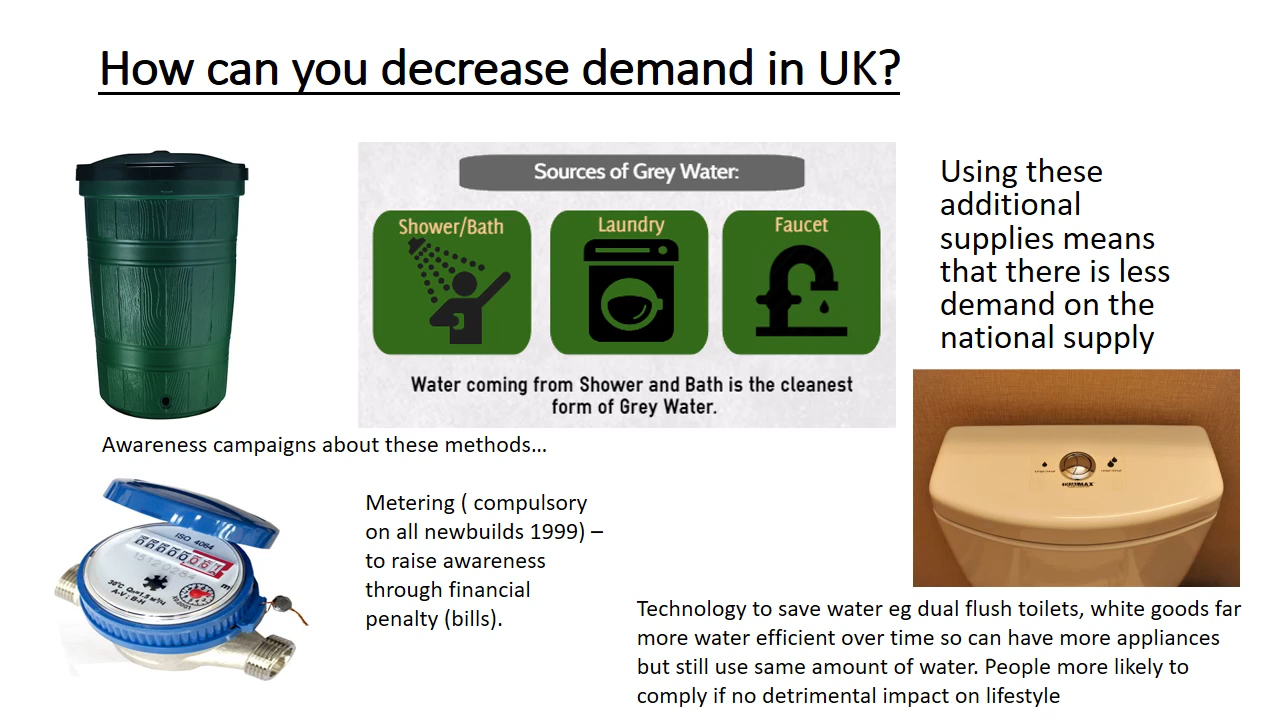 How can you decrease demand in UK?
Sources of Grey Water:
Shower/Bath
Laundry
Faucet
Water coming from Shower and Bath is the cleanest
form of Grey Water.
Using these
additional
supplies means
that there is less
demand on the
national supply
Awareness campaigns about these methods...
ISO 4064
m³
30°C
A-V ; B-H
Metering ( compulsory
on all newbuilds 1999) –
to raise awareness
through financial
penalty (bills).
Technology to save water eg dual flush toilets, white goods far
more water efficient over time so can have more appliances
but still use same amount of water. People more likely to
comply if no detrimental impact on lifestyle